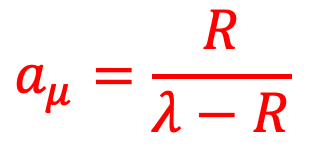 a_μ = R / (λ − R)